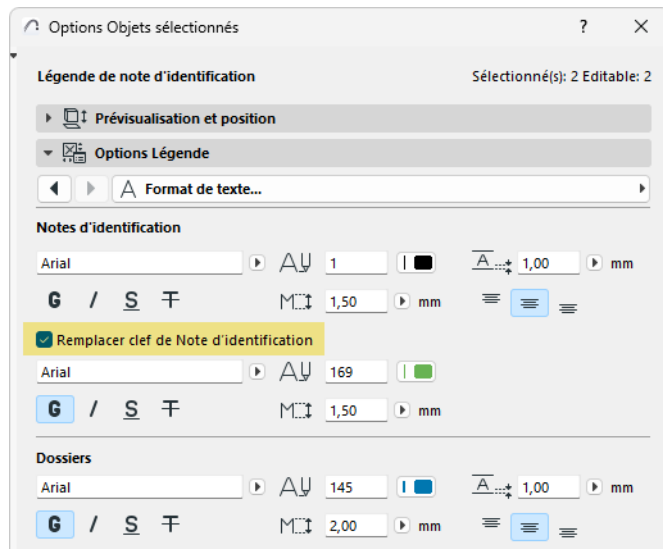 Options Objets sélectionnés ?
Légende de note d'identification Sélectionné(s): 2 Editable: 2
Prévisualisation et position
Options Légende
A Format de texte...
Notes d'identification
Arial 1 1,00 mm
G I S T 1,50 mm
Remplacer clef de Note d'identification
Arial 169
G I S T 1,50 mm
Dossiers
Arial 145 1,00 mm
G I S T 2,00 mm